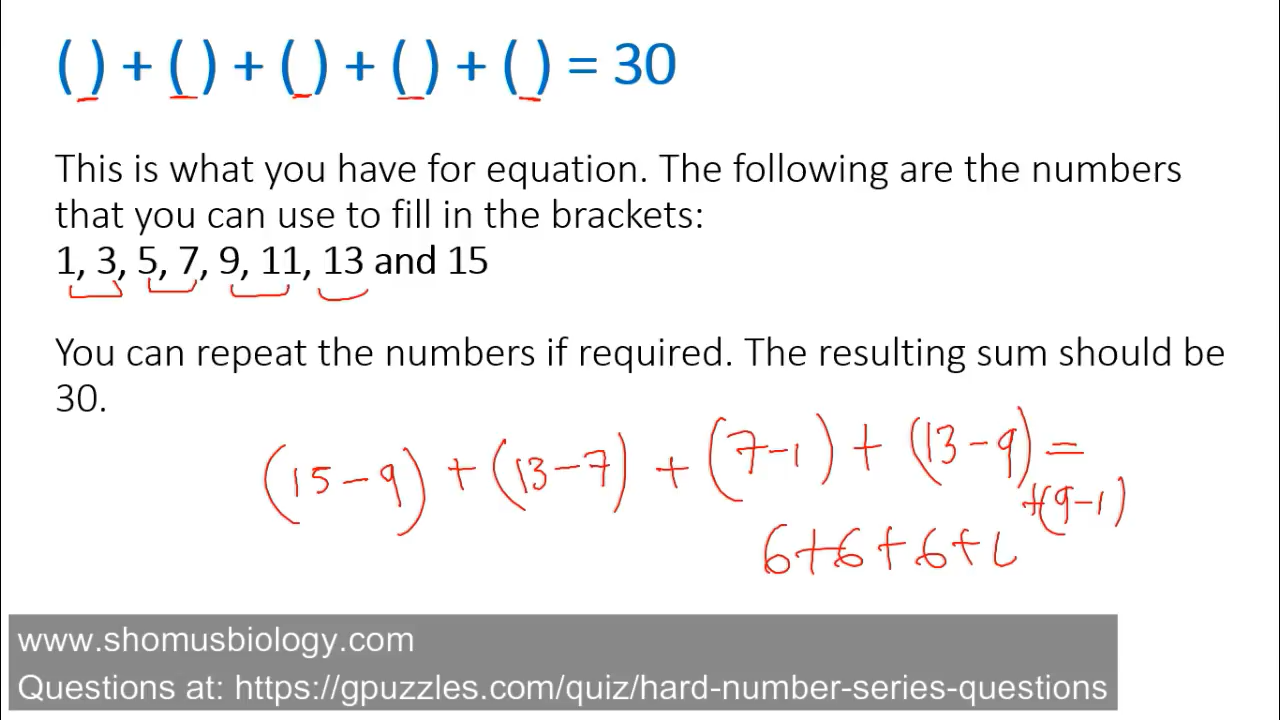 ( ) + ( ) + ( ) + ( ) + ( ) = 30
This is what you have for equation. The following are the numbers
that you can use to fill in the brackets:
1, 3, 5, 7, 9, 11, 13 and 15
You can repeat the numbers if required. The resulting sum should be
30.
(15-9) + (13-7) + (7-1) + (13-9) =
+(9-1)
6+6+6+
www.shomusbiology.com
Questions at: https://gpuzzles.com/quiz/hard-number-series-questions